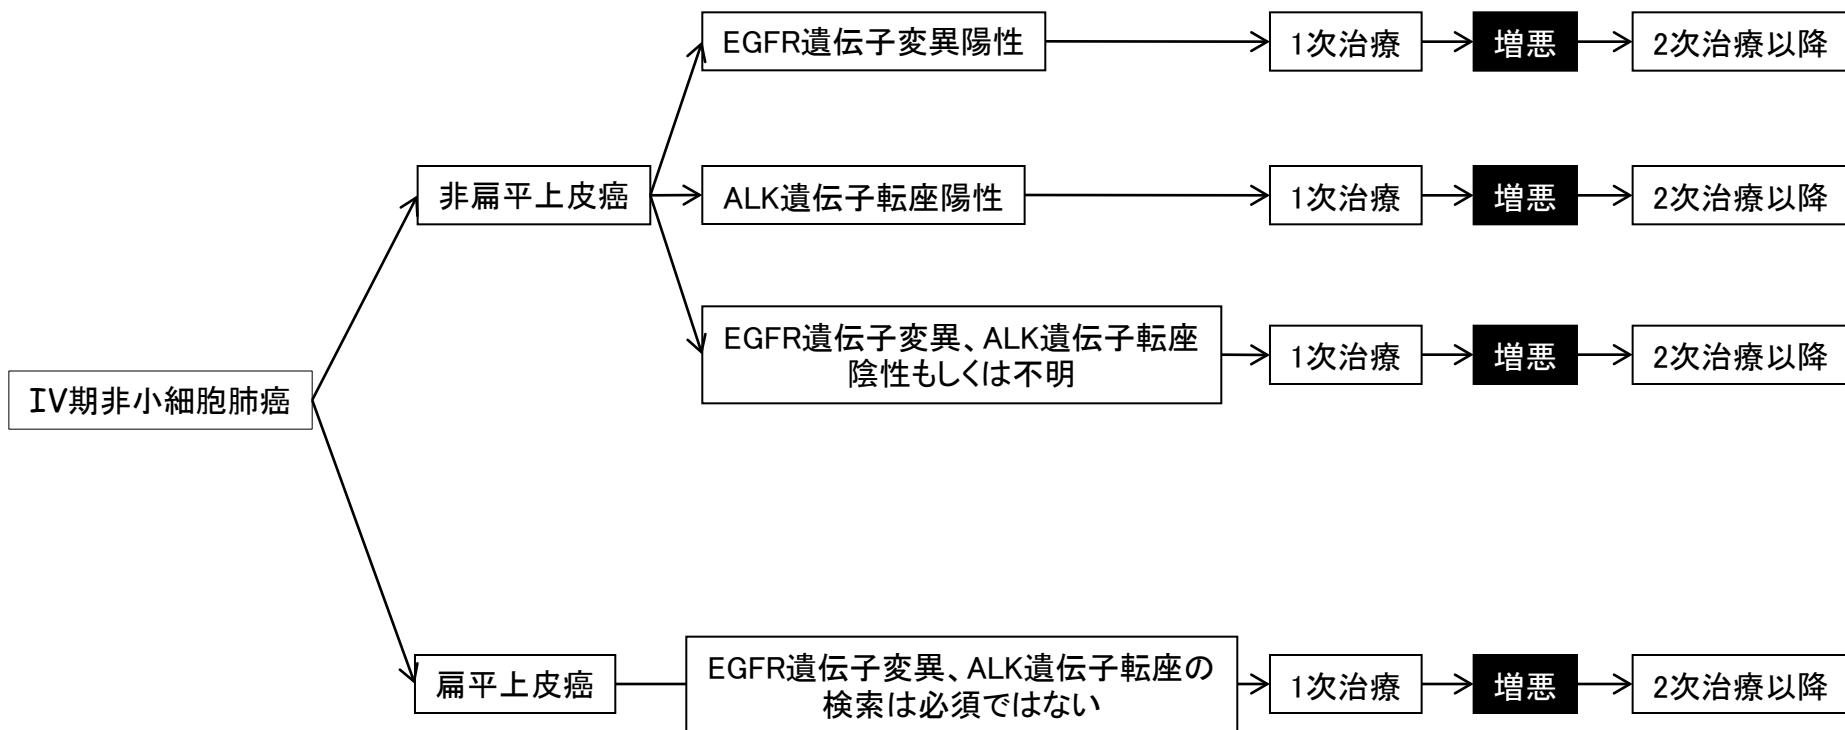 EGFR遺伝子変異陽性
1次治療
増悪
2次治療以降
非扁平上皮癌
ALK遺伝子転座陽性
1次治療
増悪
2次治療以降
EGFR遺伝子変異、ALK遺伝子転座
陰性もしくは不明
1次治療
増悪
2次治療以降
IV期非小細胞肺癌
扁平上皮癌
EGFR遺伝子変異、ALK遺伝子転座の
検索は必須ではない
1次治療
増悪
2次治療以降